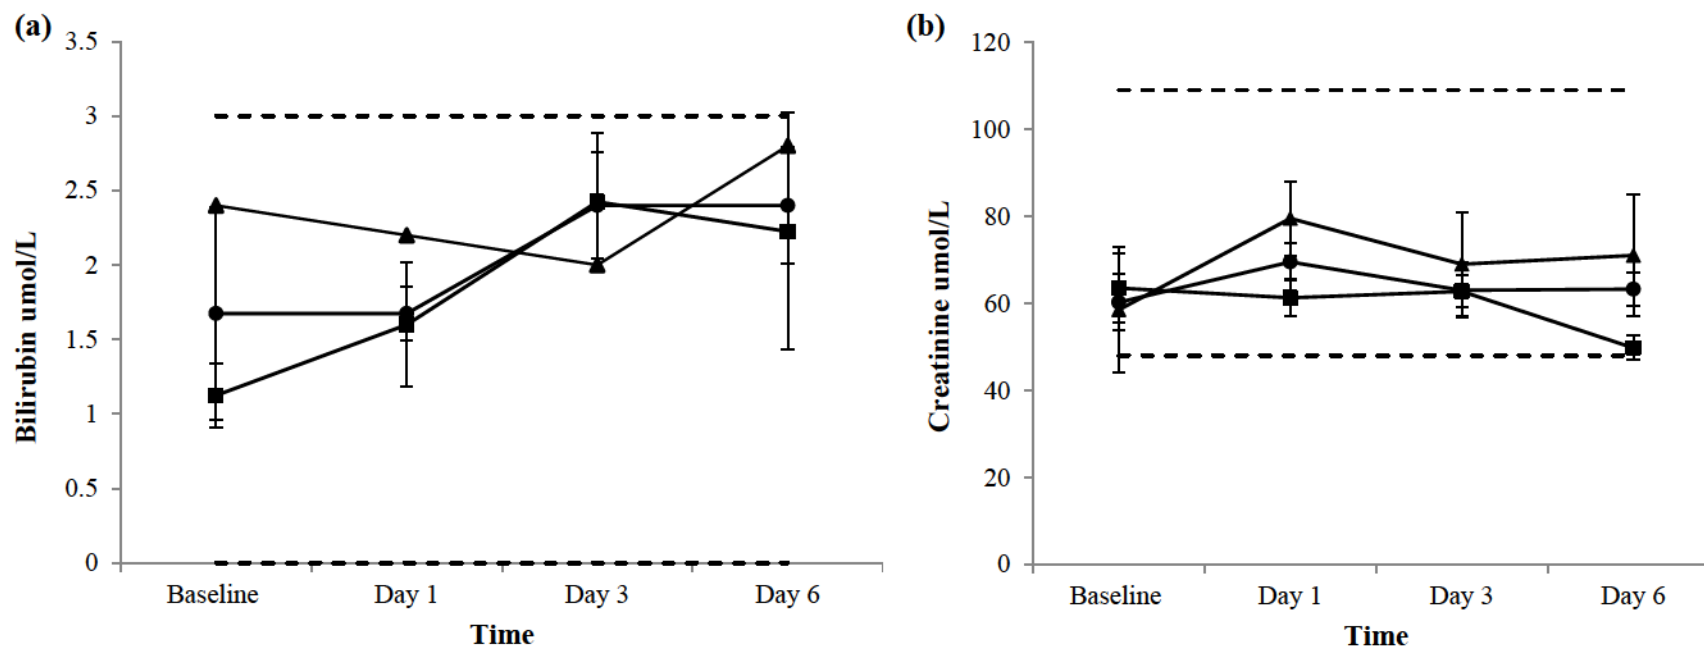 (a)
Bilirubin umol/L
3.5
3
2.5
2
1.5
1
0.5
0
Baseline Day 1 Day 3 Day 6
Time
(b)
Creatinine umol/L
120
100
80
60
40
20
0
Baseline Day 1 Day 3 Day 6
Time